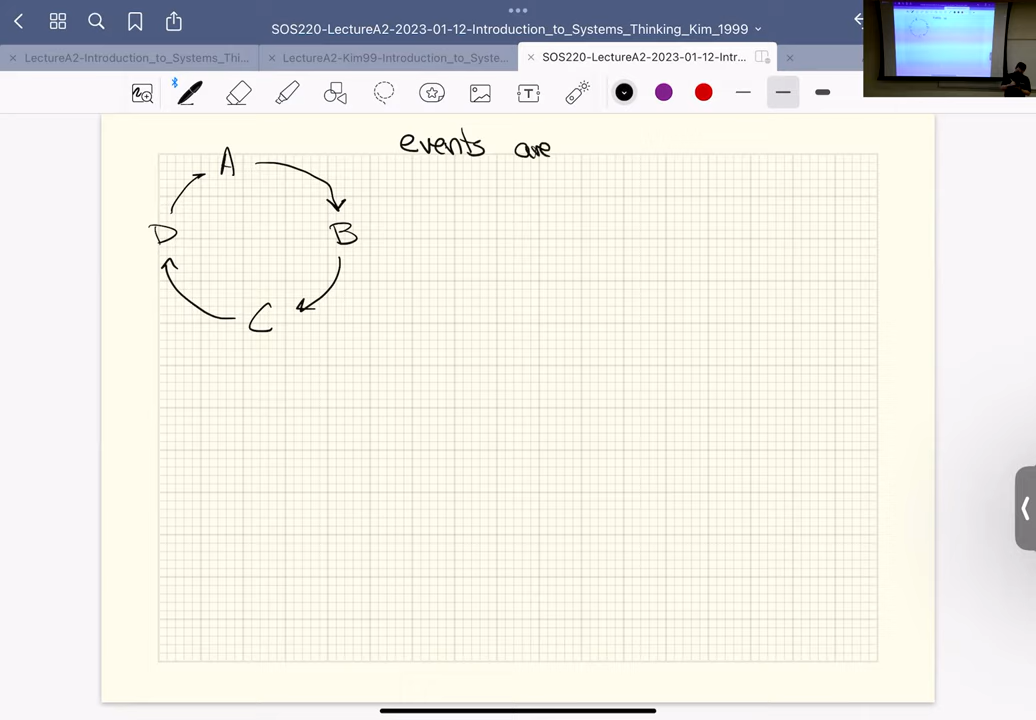 SOS220-LectureA2-2023-01-12-Introduction_to_Systems_Thinking_Kim_1999
LectureA2-Introduction_to_Systems_Thi...
LectureA2-Kim99-Introduction_to_Syste...
SOS220-LectureA2-2023-01-12-Intr...
events are
A
D
B
C